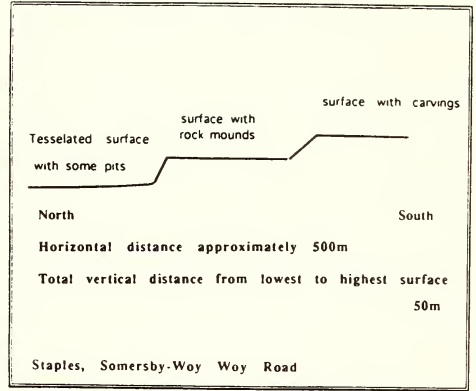 surface with carvings
surface with
rock mounds
Tesselated surface
with some pits
North South
Horizontal distance approximately 500m
Total vertical distance from lowest to highest surface
50m
Staples, Somersby-Woy Woy Road